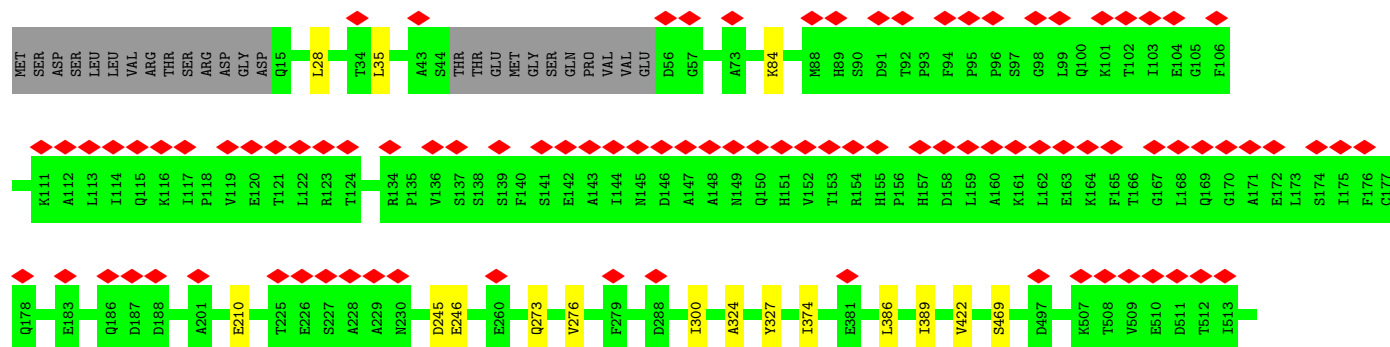 MET SER ASP SER LEU LEU VAL ARG THR SER ARG ASP GLY ASP Q15 L28 T34 L35 A43 S44 THR THR GLU MET GLY SER GLN PRO VAL VAL GLU D56 G57 A73 K84 M88 H89 S90 D91 T92 P93 F94 P95 P96 S97 G98 L99 Q100 K101 T102 I103 E104 G105 F106
K111 A112 L113 I114 Q115 K116 I117 P118 V119 E120 T121 L122 R123 T124 R134 P135 V136 S137 S138 S139 F140 S141 E142 A143 I144 N145 D146 A147 A148 N149 Q150 H151 V152 T153 R154 H155 P156 H157 D158 L159 A160 K161 L162 E163 K164 F165 T166 G167 L168 Q169 G170 A171 E172 L173 S174 I175 F176 C177
Q178 E183 Q186 D187 D188 A201 E210 T225 E226 S227 A228 A229 N230 D245 E246 E260 Q273 V276 F279 D288 I300 A324 Y327 I374 E381 L386 I389 V422 S469 D497 K507 T508 V509 E510 D511 T512 I513